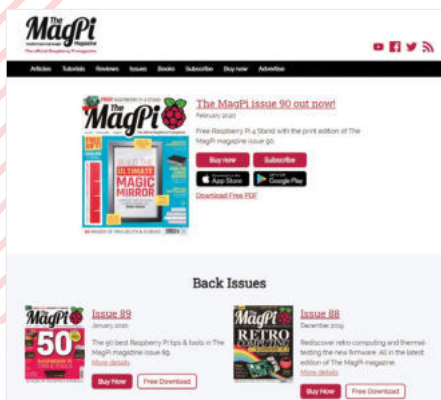 The
MagPi
Magazine
The official Raspberry Pi magazine
Articles Tutorials Reviews Issues Books Subscribe Buy now Advertise
The MagPi issue 90 out now!
February 2020
Free Raspberry Pi 4 Stand with the print edition of The
MagPi magazine issue 90.
Buy now Subscribe
App Store Google Play
Download Free PDF
The
MagPi
BUILD THE
ULTIMATE
MAGIC
MIRROR
Back Issues
Issue 89
January 2020
The 50 best Raspberry Pi tips & tools in The
MagPi magazine issue 89.
More details
Buy Now Free Download
MagPi
50
Issue 88
December 2019
Rediscover retro computing and thermal-
testing the new firmware. All in the latest
edition of The MagPi magazine.
More details
Buy Now Free Download
MagPi
RETRO
COMPUTING